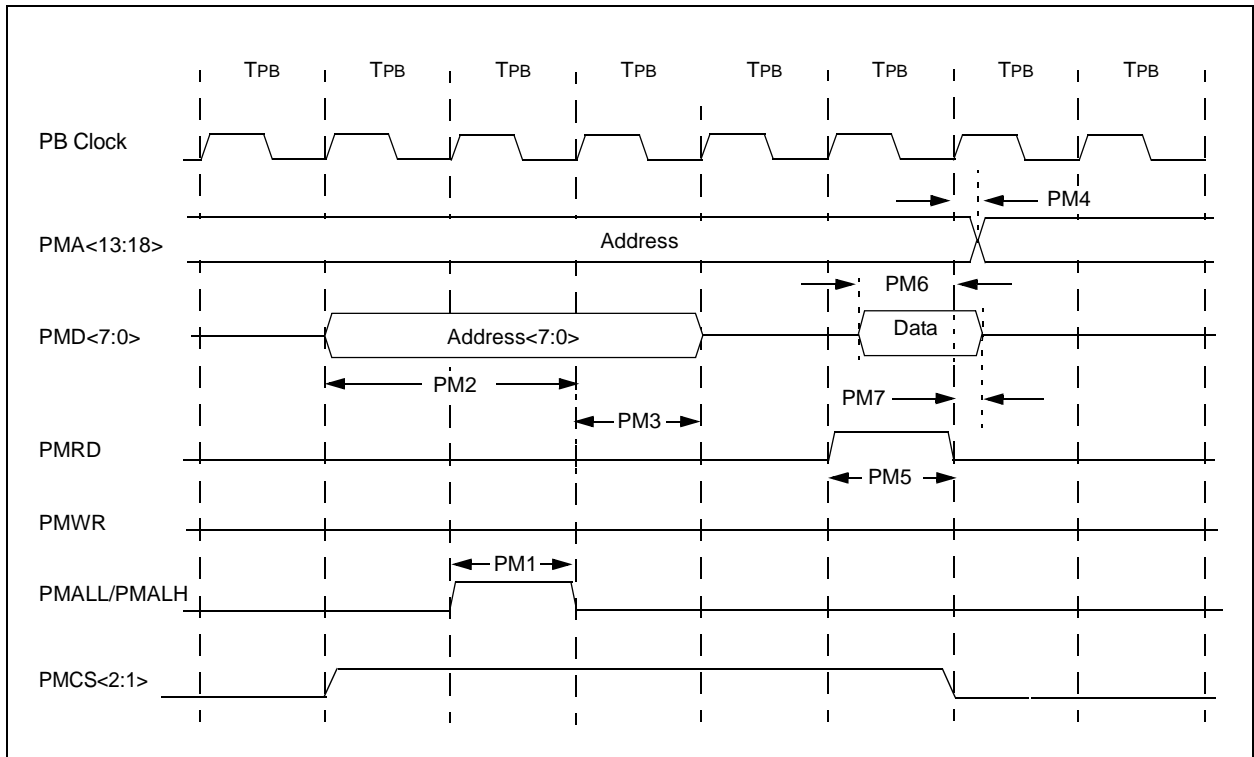 TPB TPB TPB TPB TPB TPB TPB TPB
PB Clock
PM4
PMA<13:18>
Address
PM6
PMD<7:0>
Address<7:0>
Data
PM2
PM7
PM3
PMRD
PM5
PMWR
PM1
PMALL/PMALH
PMCS<2:1>